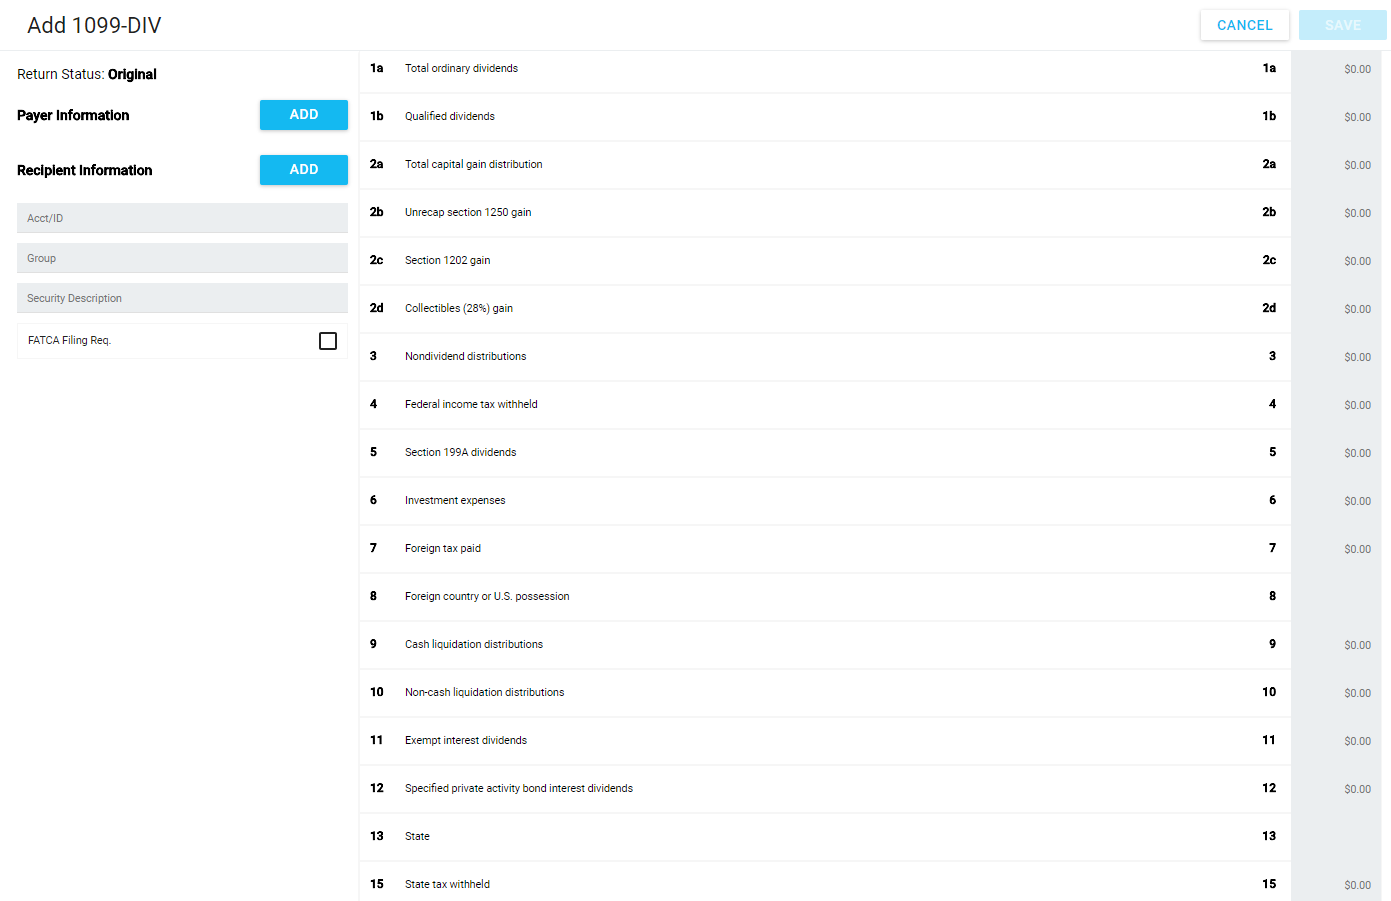 Add 1099-DIV
CANCEL
SAVE
Return Status: Original
Payer Information
ADD
Recipient Information
ADD
Acct/ID
Group
Security Description
FATCA Filing Req.
1a Total ordinary dividends 1a $0.00
1b Qualified dividends 1b $0.00
2a Total capital gain distribution 2a $0.00
2b Unrecap section 1250 gain 2b $0.00
2c Section 1202 gain 2c $0.00
2d Collectibles (28%) gain 2d $0.00
3 Nondividend distributions 3 $0.00
4 Federal income tax withheld 4 $0.00
5 Section 199A dividends 5 $0.00
6 Investment expenses 6 $0.00
7 Foreign tax paid 7 $0.00
8 Foreign country or U.S. possession 8
9 Cash liquidation distributions 9 $0.00
10 Non-cash liquidation distributions 10 $0.00
11 Exempt interest dividends 11 $0.00
12 Specified private activity bond interest dividends 12 $0.00
13 State 13
15 State tax withheld 15 $0.00